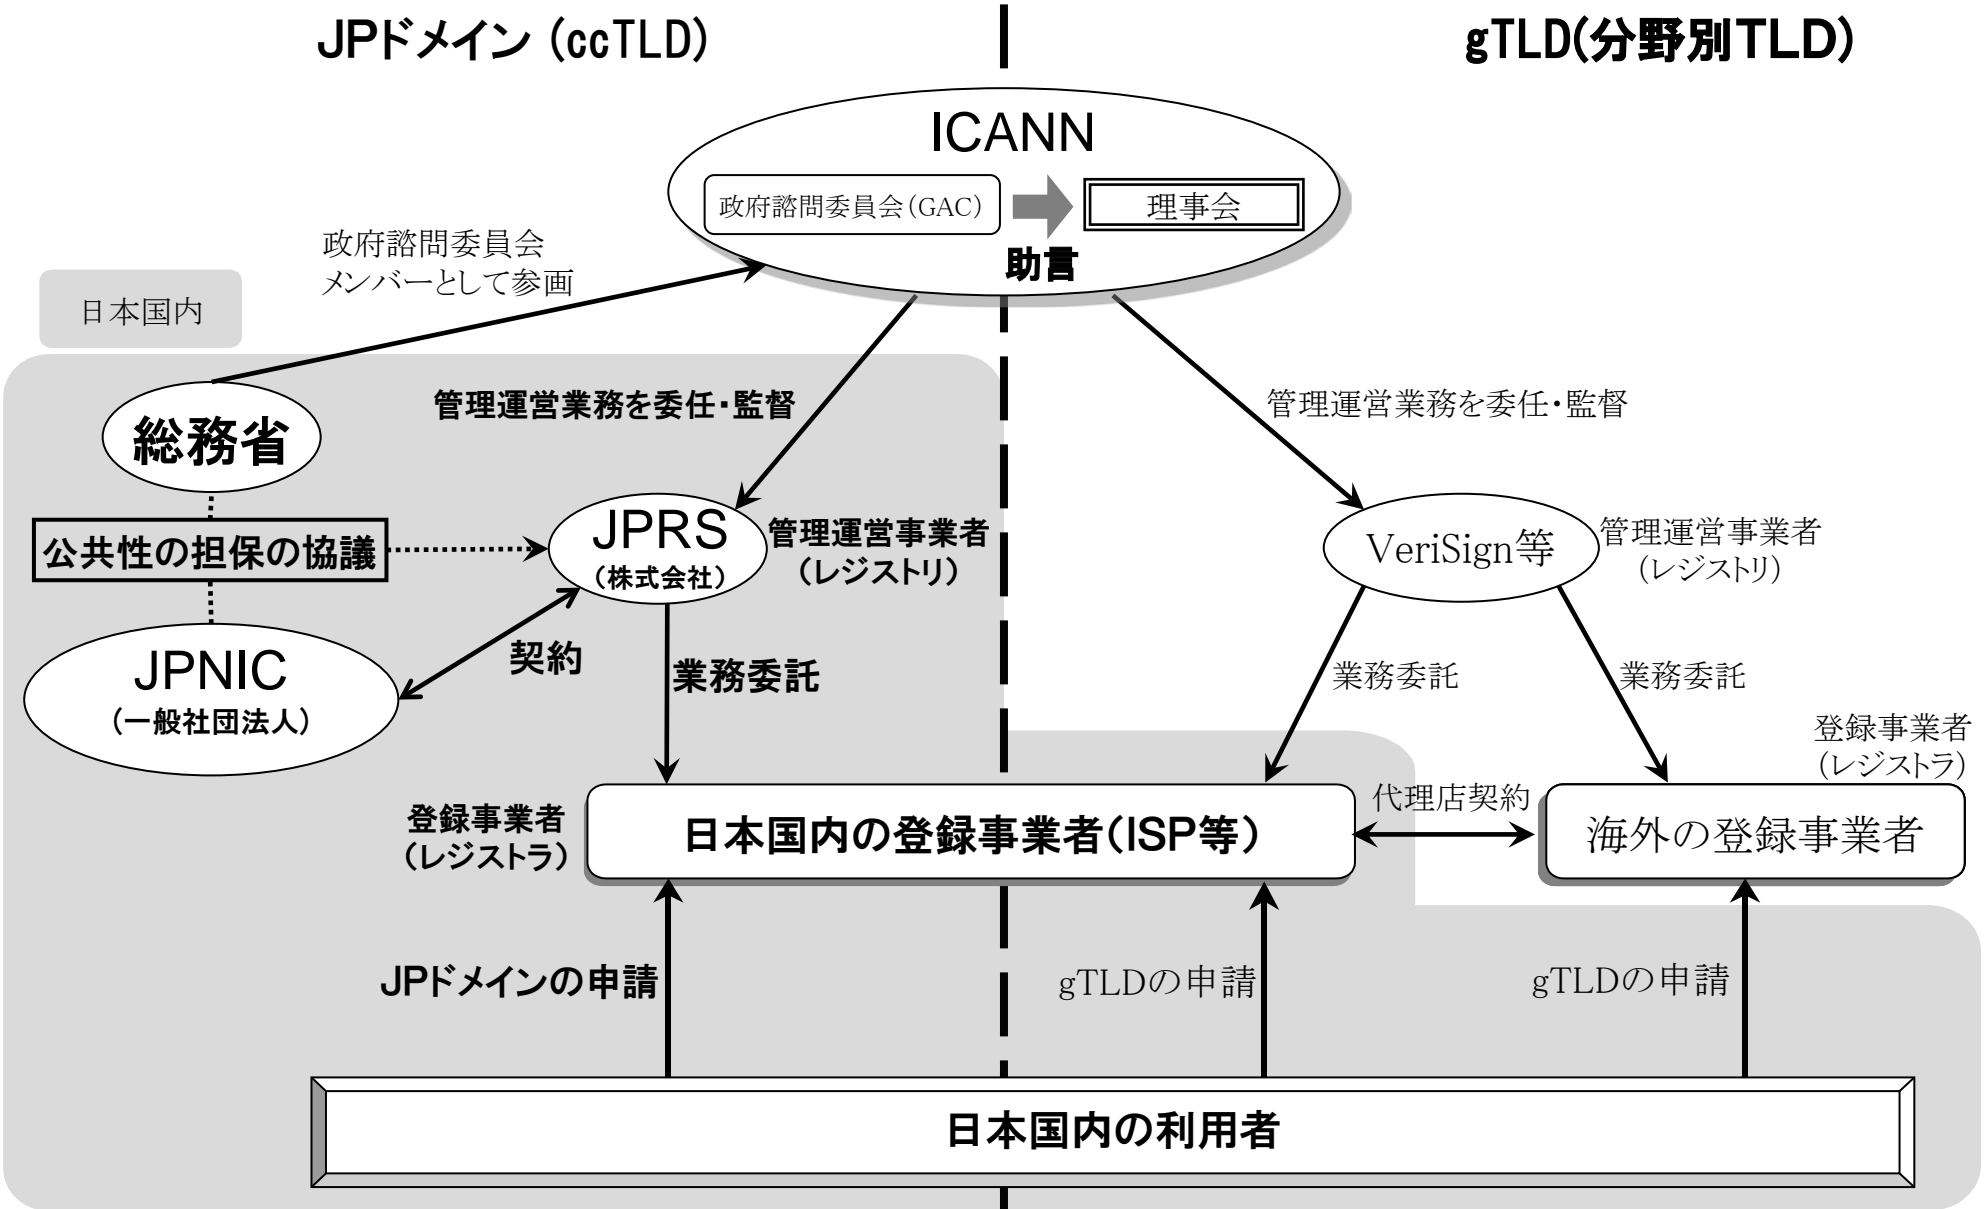 JPドメイン（ccTLD）
gTLD(分野別TLD)
ICANN
政府諮問委員会（GAC）
理事会
助言
政府諮問委員会
メンバーとして参画
日本国内
管理運営業務を委任・監督
管理運営業務を委任・監督
総務省
公共性の担保の協議
JPRS
（株式会社）
管理運営事業者
（レジストリ）
VeriSign等
管理運営事業者
（レジストリ）
JPNIC
（一般社団法人）
契約
業務委託
業務委託
業務委託
登録事業者
（レジストラ）
登録事業者
（レジストラ）
日本国内の登録事業者（ISP等）
代理店契約
海外の登録事業者
JPドメインの申請
gTLDの申請
gTLDの申請
日本国内の利用者